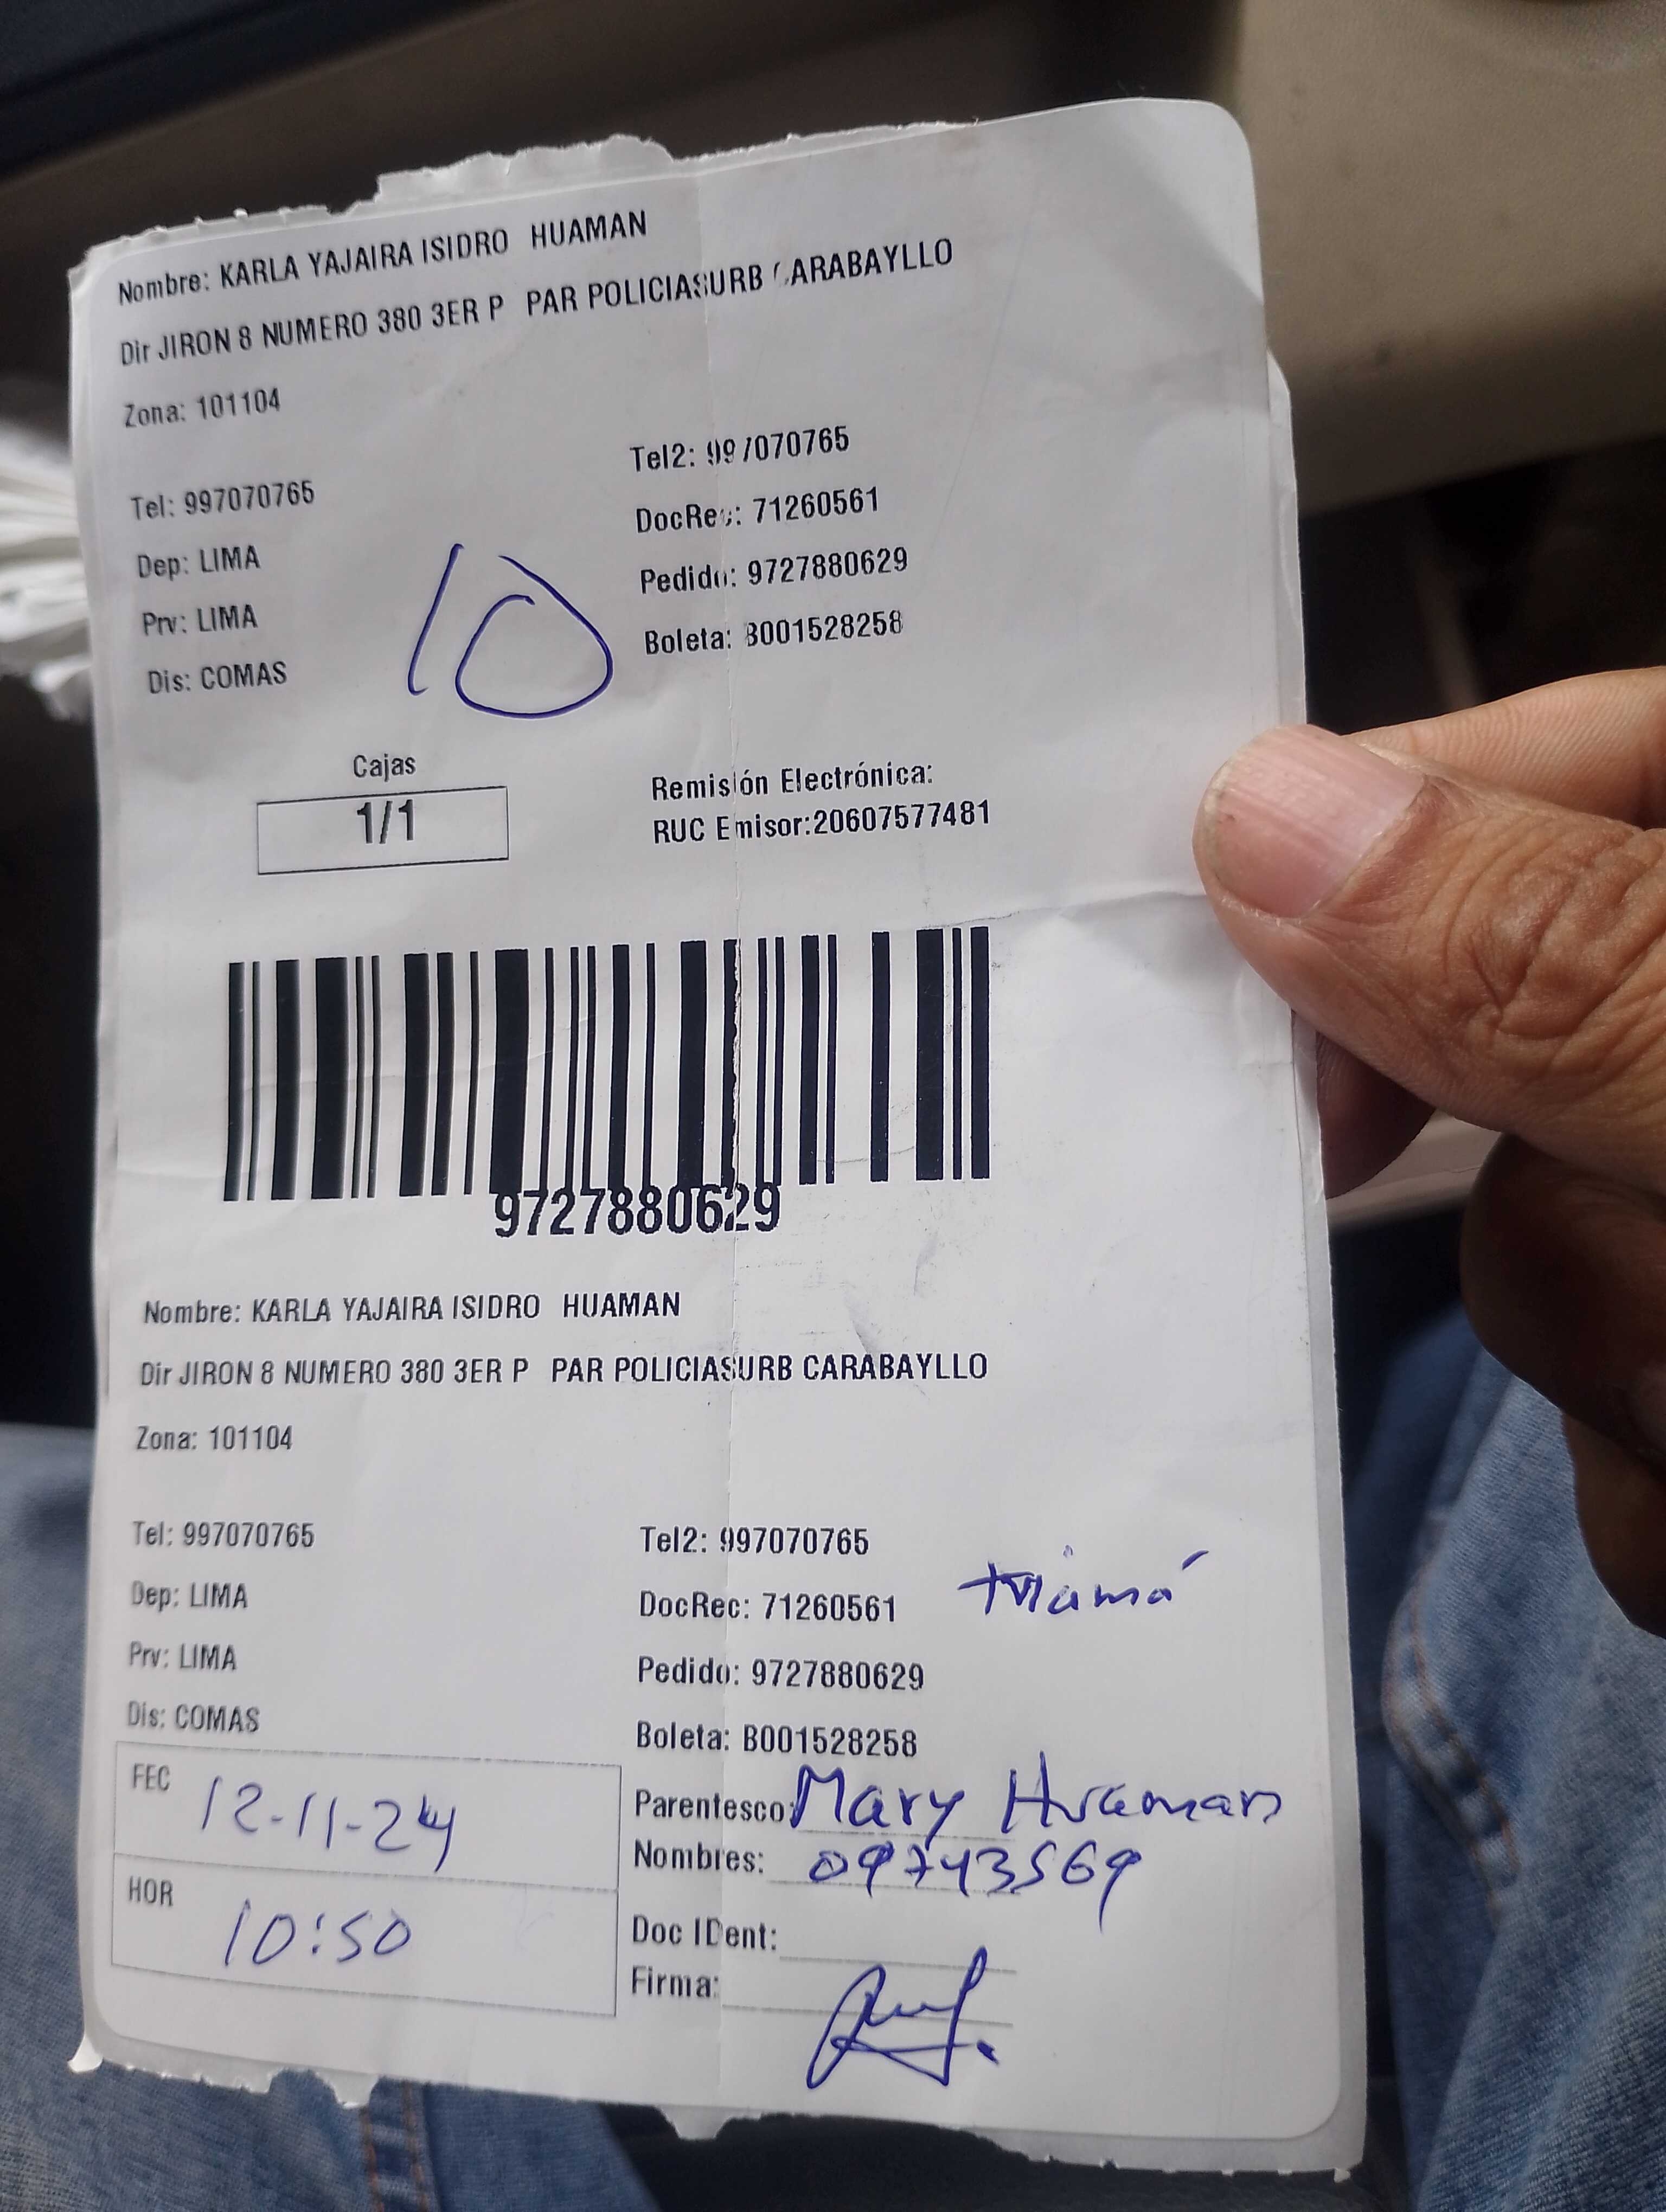 Nombre: KARLA YAJAIRA ISIDRO HUAMAN
Dir JIRON 8 NUMERO 380 3ER P PAR POLICIASURB CARABAYLLO
Zona: 101104
Tel: 997070765 Tel2: 997070765
DocRec: 71260561
Dep: LIMA Pedido: 9727880629
Prv: LIMA Boleta: B001528258
Dis: COMAS
10
Cajas
1/1
Remisión Electrónica:
RUC Emisor:20607577481
9727880629
Nombre: KARLA YAJAIRA ISIDRO HUAMAN
Dir JIRON 8 NUMERO 380 3ER P PAR POLICIASURB CARABAYLLO
Zona: 101104
Tel: 997070765 Tel2: 997070765
Dep: LIMA DocRec: 71260561 Mamá
Prv: LIMA Pedido: 9727880629
Dis: COMAS Boleta: B001528258
FEC 12-11-24
HOR 10:50
Parentesco: Mary Huaman
Nombres: 09743569
Doc IDent:
Firma: